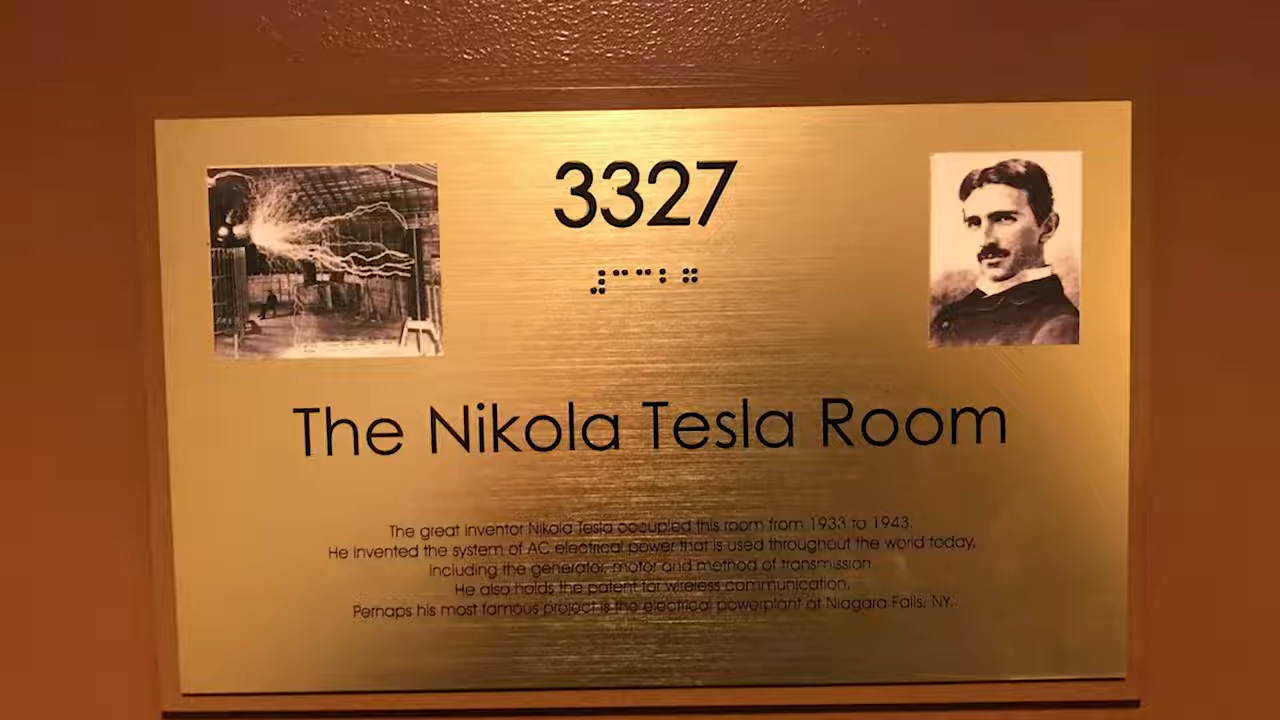 3327
⠼⠉⠉⠃⠛
The Nikola Tesla Room
The great inventor Nikola Tesla occupied this room from 1933 to 1943.
He invented the system of AC electrical power that is used throughout the world today,
including the generator, motor and method of transmission.
He also holds the patent for wireless communication.
Perhaps his most famous project is the electrical powerplant at Niagara Falls, NY.